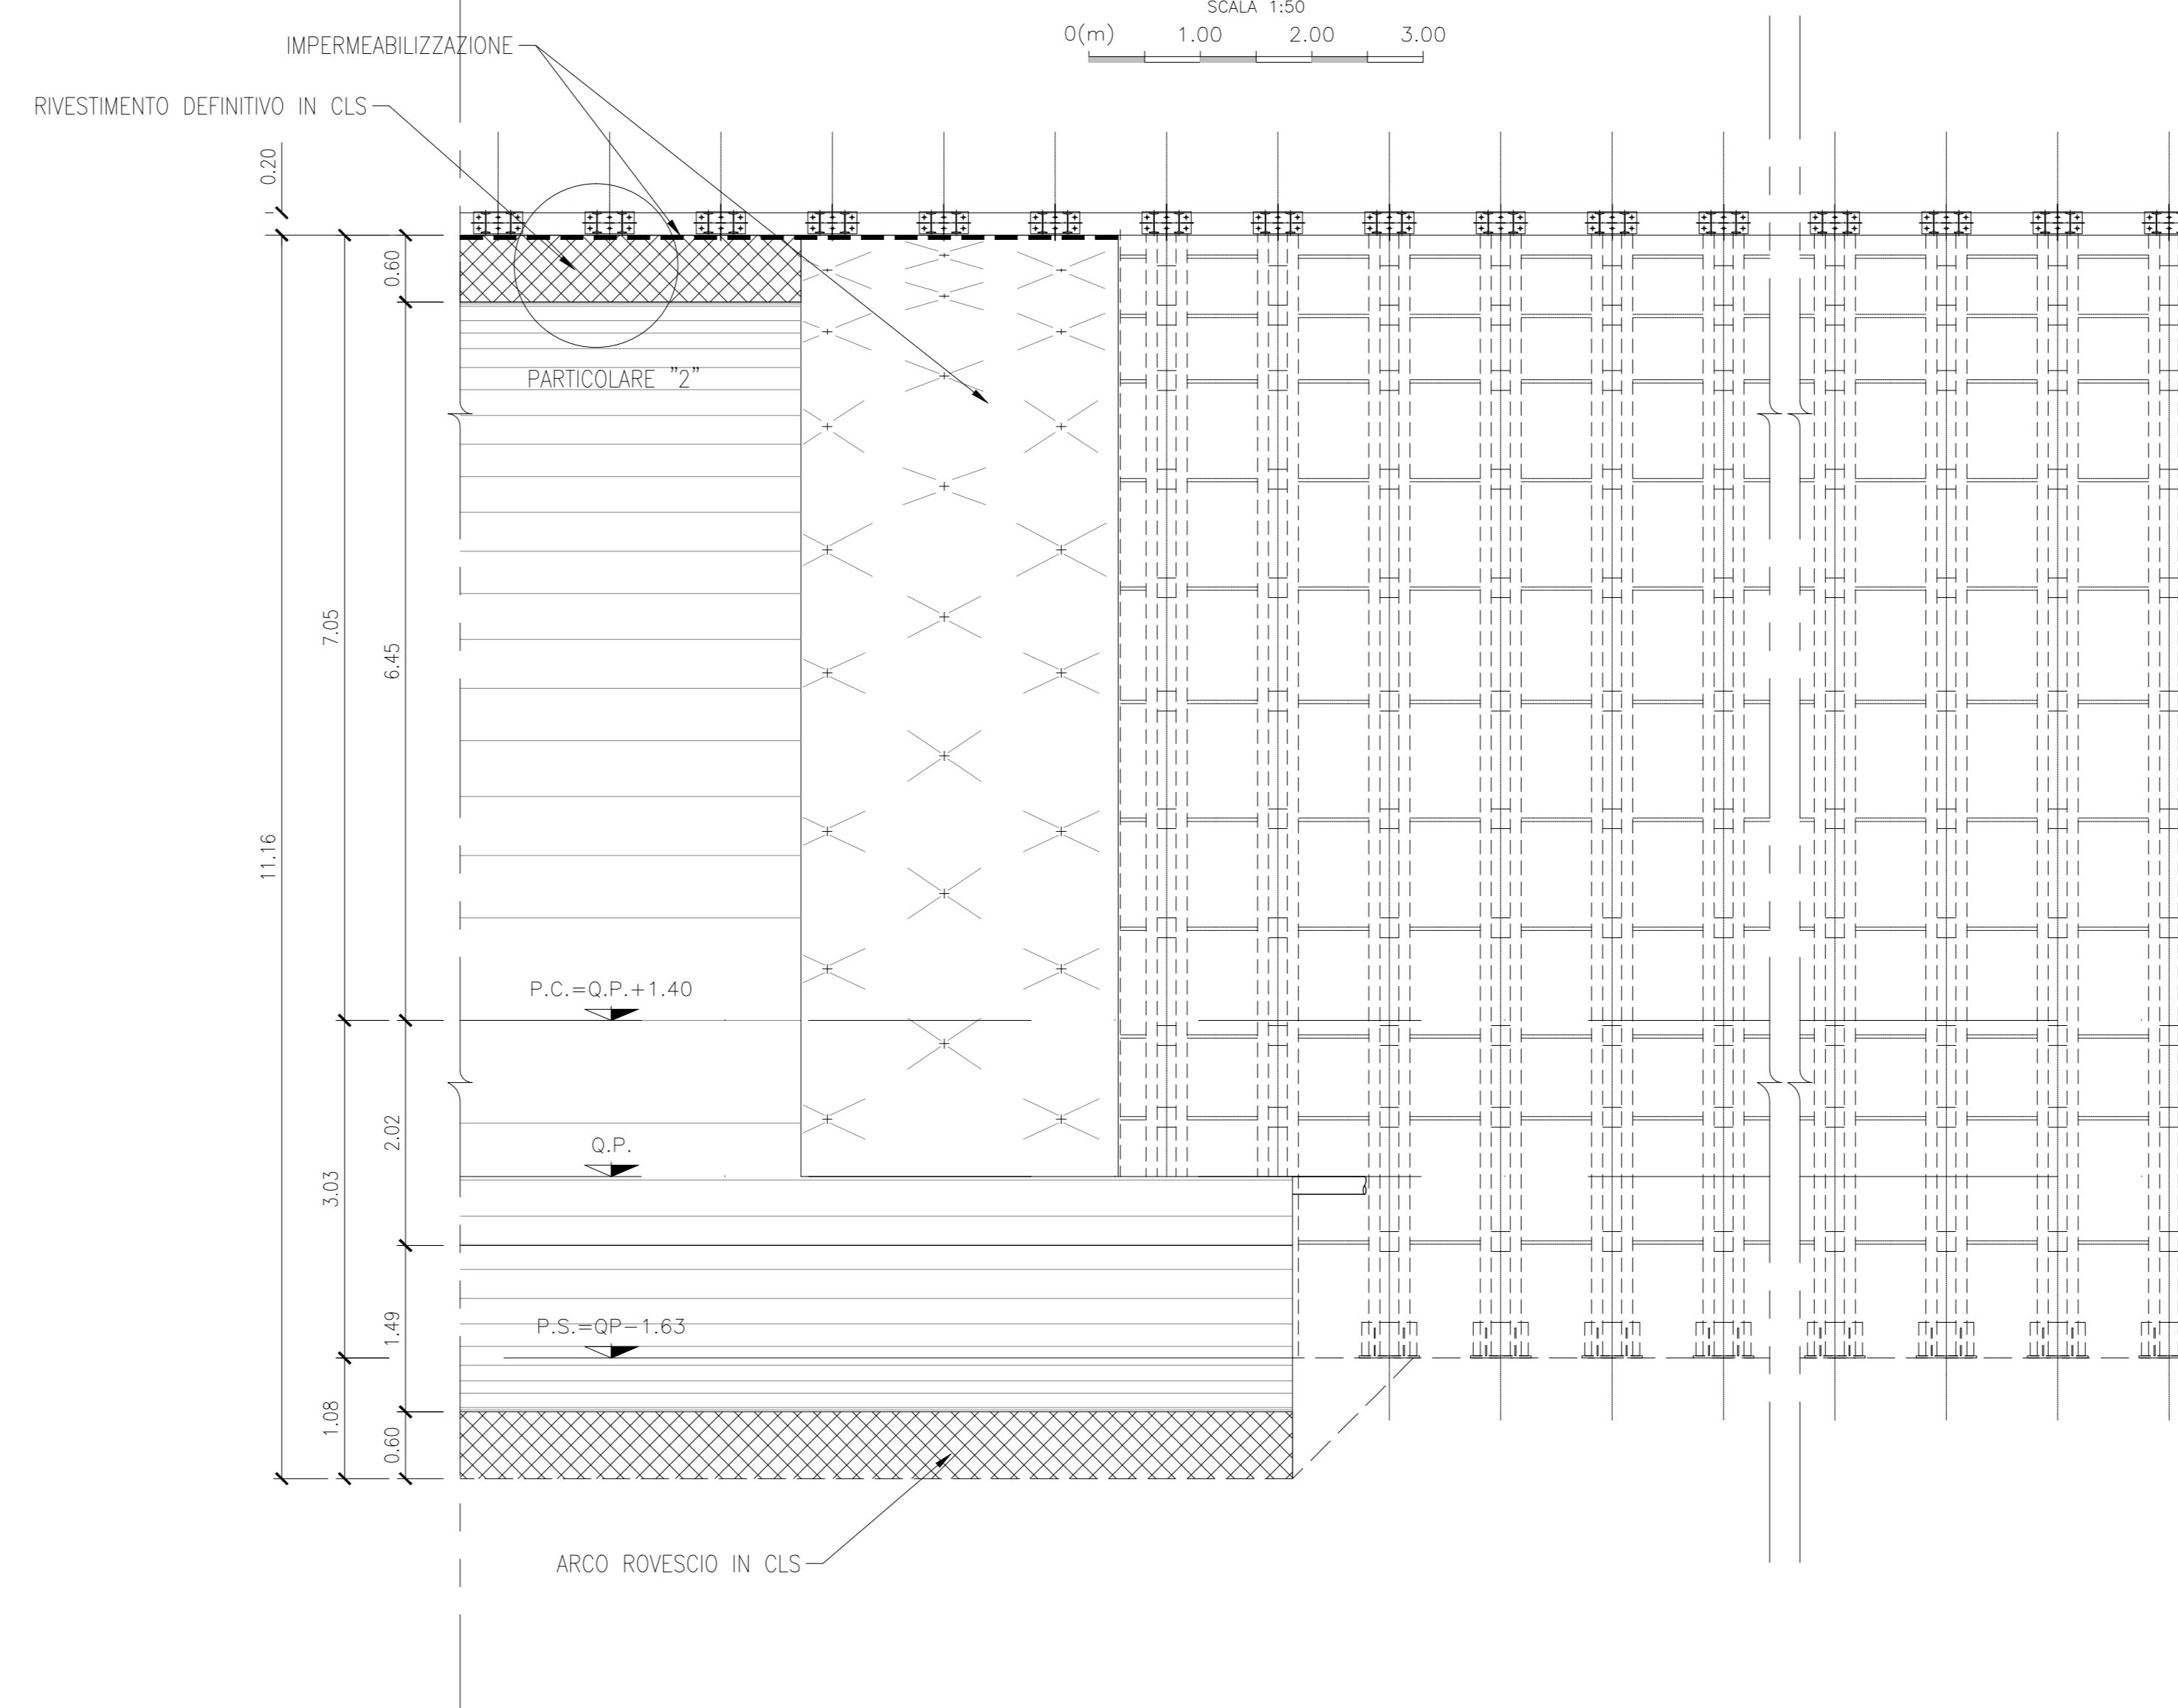 SCALA 1:50
0(m) 1.00 2.00 3.00
IMPERMEABILIZZAZIONE
RIVESTIMENTO DEFINITIVO IN CLS
0.20
0.60
PARTICOLARE "2"
7.05
6.45
11.16
P.C.=Q.P.+1.40
2.02
Q.P.
3.03
1.49
P.S.=QP-1.63
1.08
0.60
ARCO ROVESCIO IN CLS